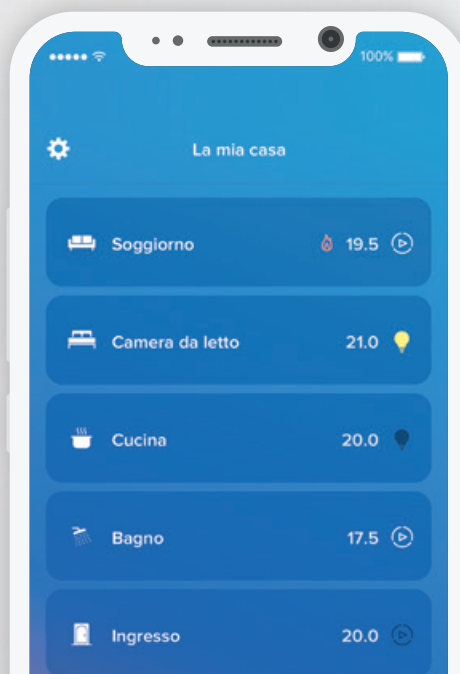 100%
La mia casa
Soggiorno 19.5
Camera da letto 21.0
Cucina 20.0
Bagno 17.5
Ingresso 20.0